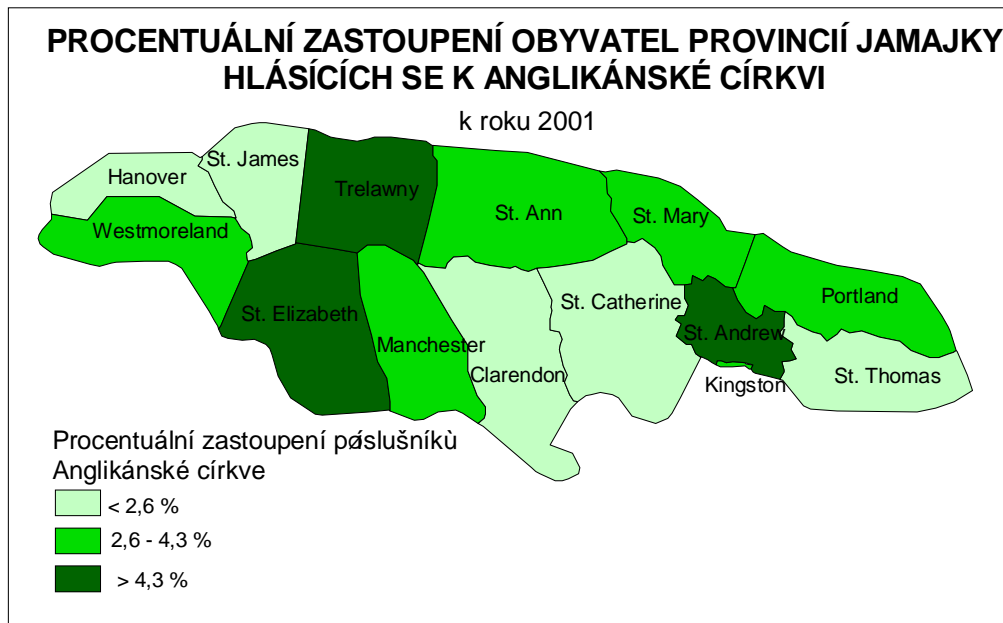 PROCENTUÁLNÍ ZASTOUPENÍ OBYVATEL PROVINCIÍ JAMAJKY
HLÁSÍCÍCH SE K ANGLIKÁNSKÉ CÍRKVI
k roku 2001
St. James
Hanover
Trelawny
St. Ann
St. Mary
Westmoreland
Portland
St. Catherine
St. Elizabeth
St. Andrew
Manchester
Clarendon
St. Thomas
Kingston
Procentuální zastoupení pøíslušníkù
Anglikánské církve
< 2,6 %
2,6 - 4,3 %
> 4,3 %